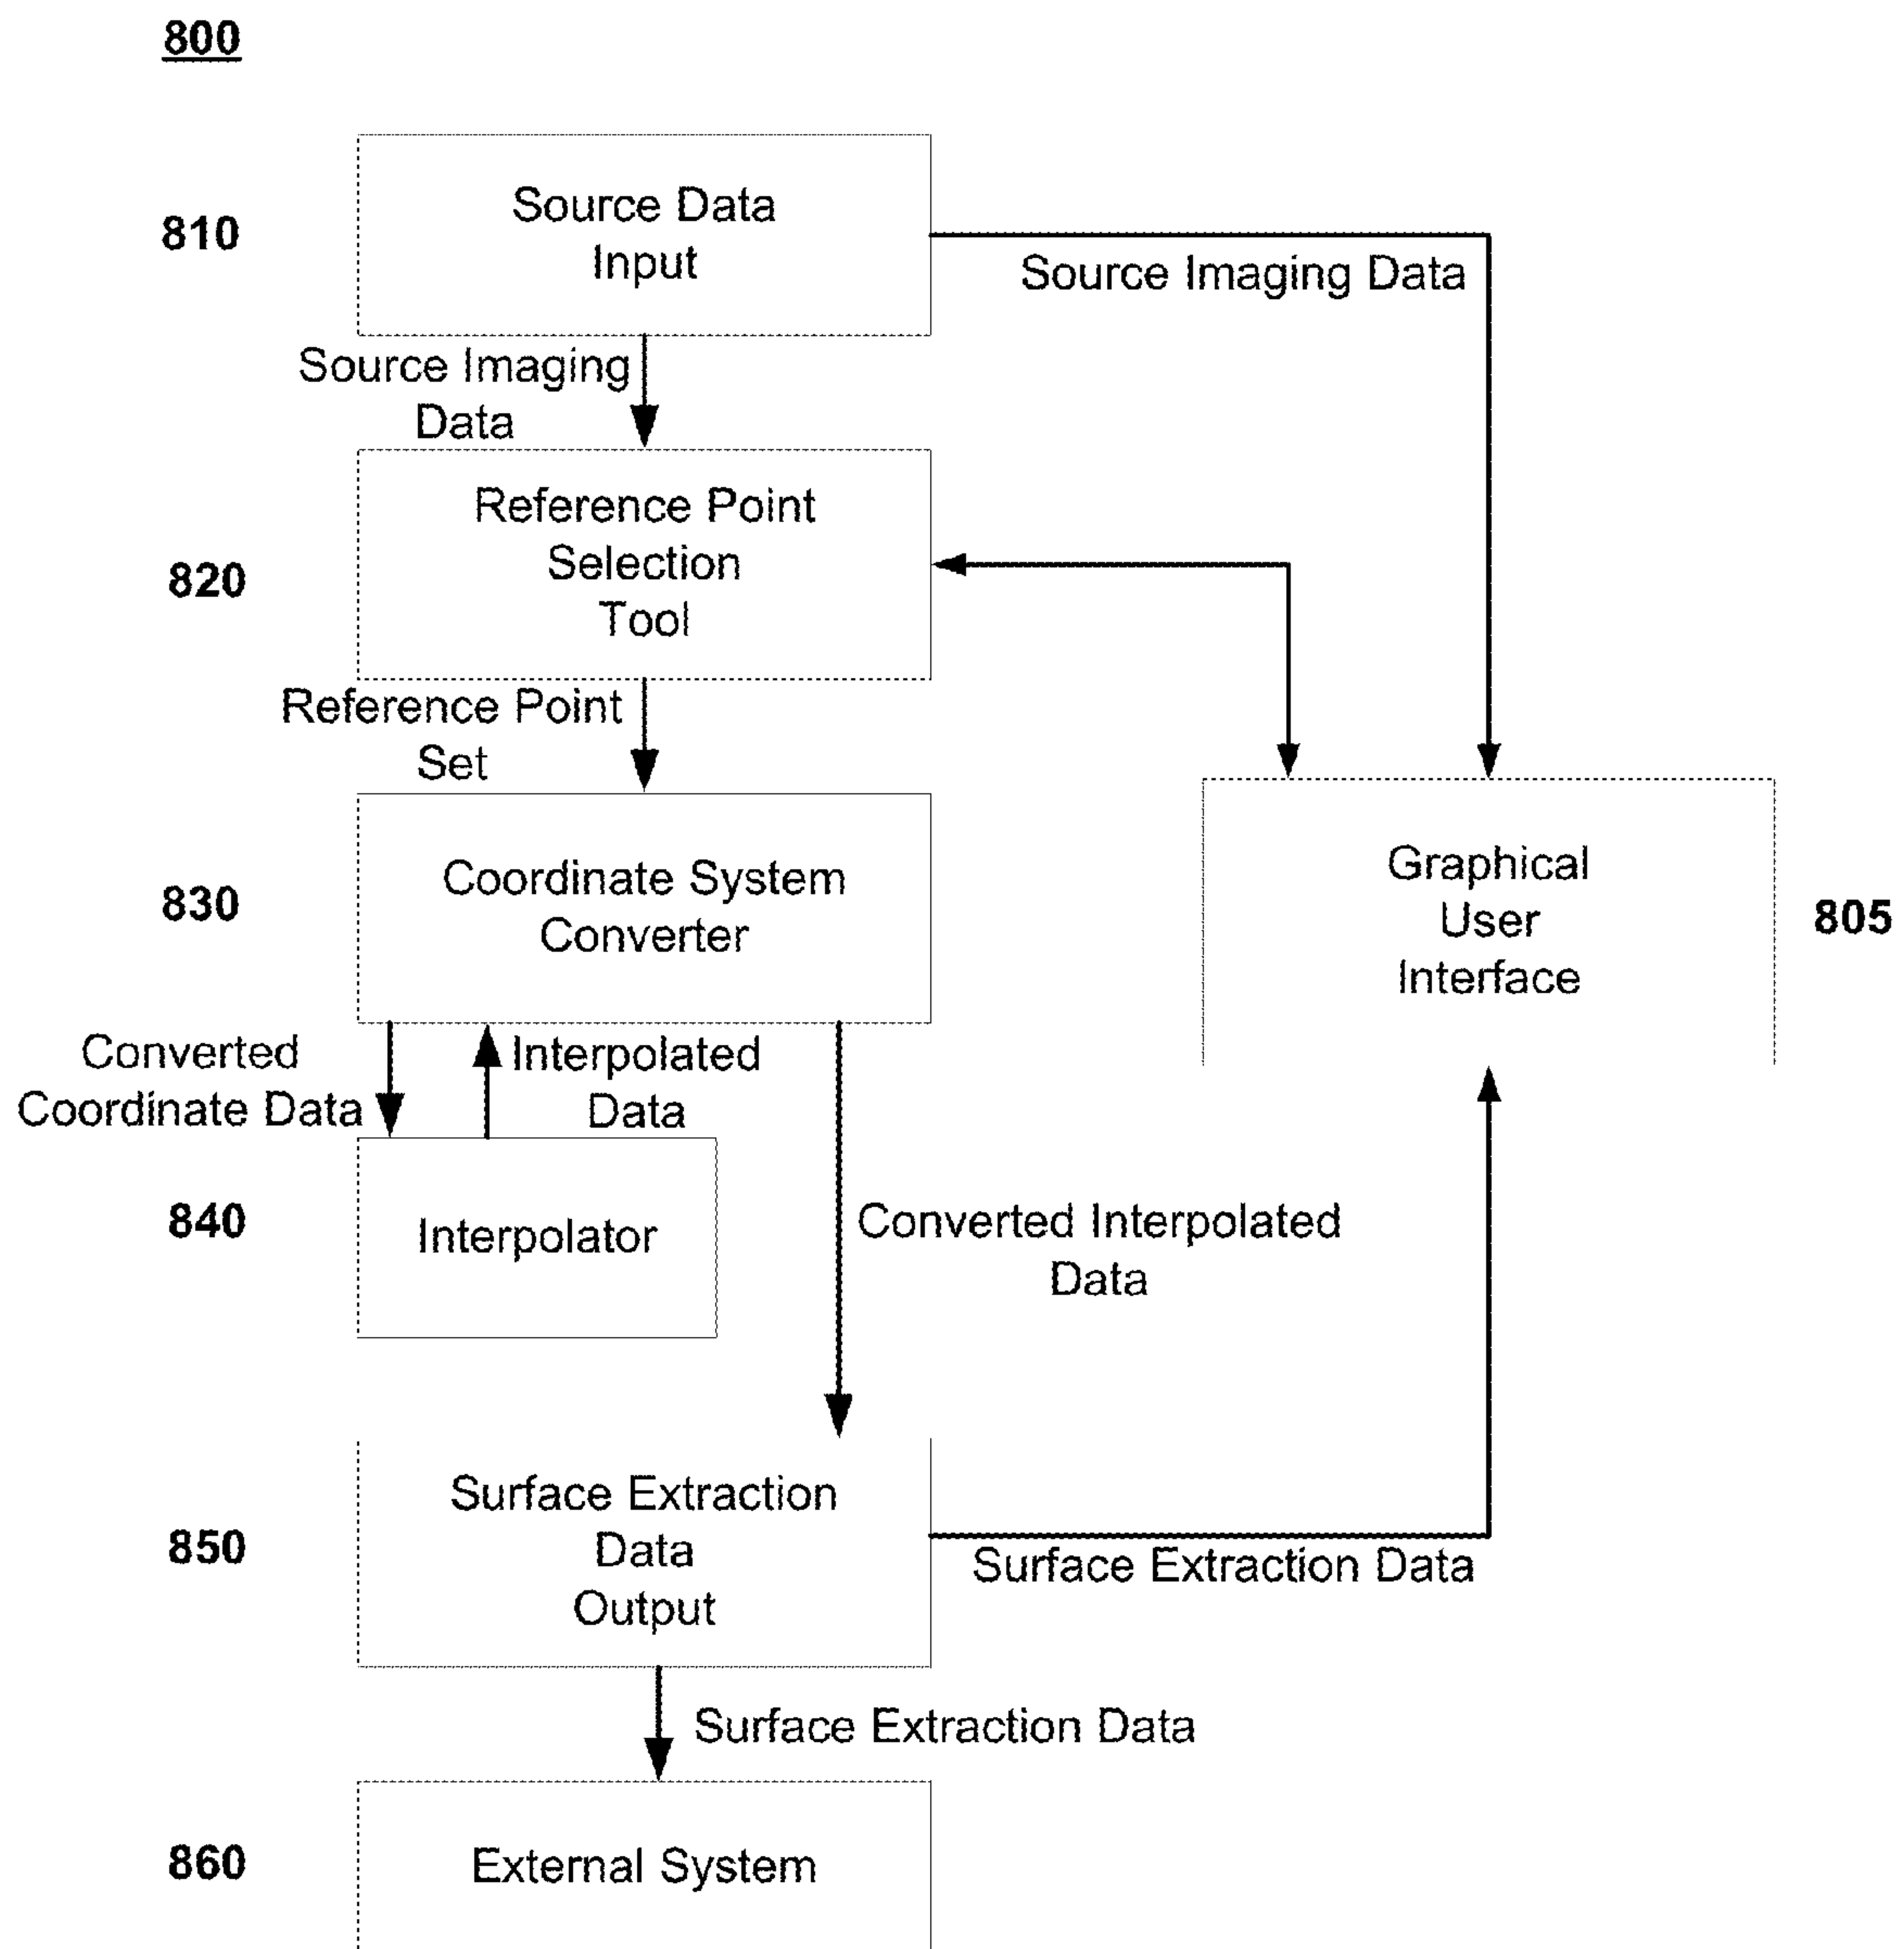 800
810
Source Data
Input
Source Imaging Data
Source Imaging
Data
820
Reference Point
Selection
Tool
Reference Point
Set
830
Coordinate System
Converter
Graphical
User
Interface
805
Converted
Coordinate Data
Interpolated
Data
840
Interpolator
Converted Interpolated
Data
850
Surface Extraction
Data
Output
Surface Extraction Data
Surface Extraction Data
860
External System